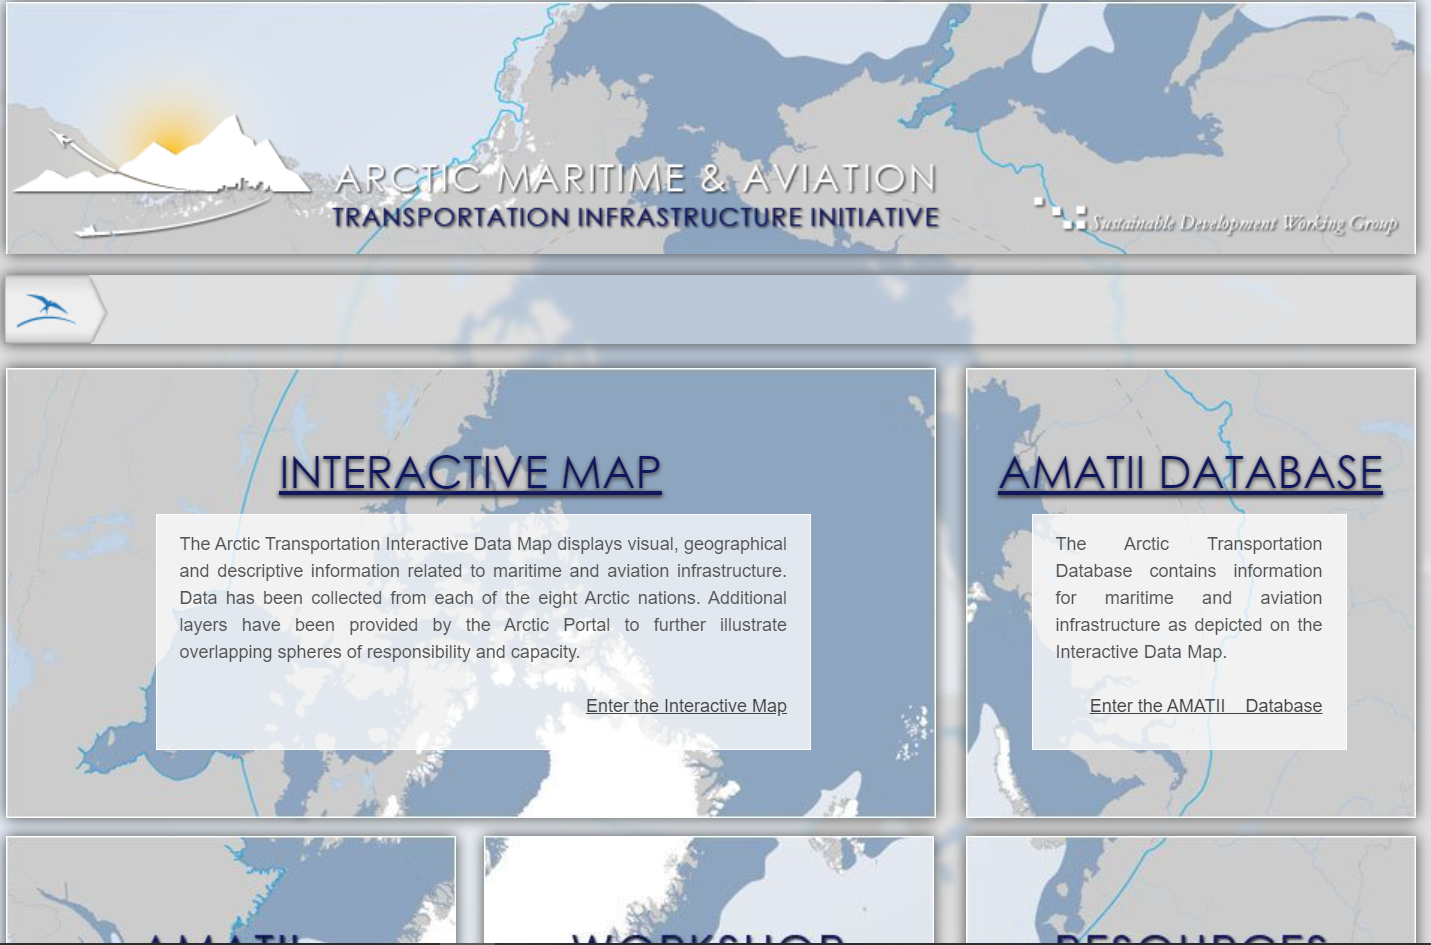 ARCTIC MARITIME & AVIATION
TRANSPORTATION INFRASTRUCTURE INITIATIVE
Sustainable Development Working Group
INTERACTIVE MAP
The Arctic Transportation Interactive Data Map displays visual, geographical
and descriptive information related to maritime and aviation infrastructure.
Data has been collected from each of the eight Arctic nations. Additional
layers have been provided by the Arctic Portal to further illustrate
overlapping spheres of responsibility and capacity.
Enter the Interactive Map
AMATII DATABASE
The Arctic Transportation
Database contains information
for maritime and aviation
infrastructure as depicted on the
Interactive Data Map.
Enter the AMATII Database
AMATII
WORKSHOP
RESOURCES